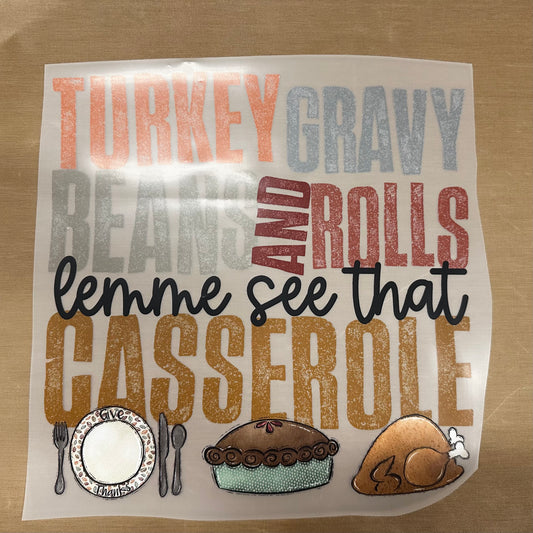 TURKEY GRAVY
BEANS AND ROLLS
lemme see that
CASSEROLE
Give
Thanks